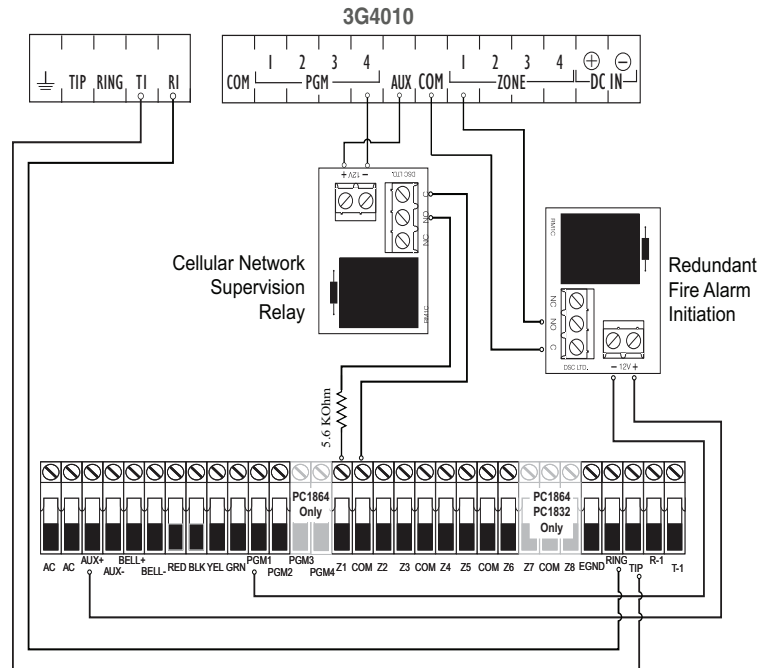 3G4010
TIP RING T1 R1
1 2 3 4 1 2 3 4 + −
COM PGM AUX COM ZONE DC IN
+ 12V −
DSC LTD.
C
NO
NC
RM1C
Cellular Network
Supervision
Relay
RM1C
NC
NO
C
DSC LTD.
− 12V +
Redundant
Fire Alarm
Initiation
5.6 KOhm
PC1864
Only
PC1864
PC1832
Only
AC AC AUX+ AUX- BELL+ BELL- RED BLK YEL GRN PGM1 PGM2 PGM3 PGM4 Z1 COM Z2 Z3 COM Z4 Z5 COM Z6 Z7 COM Z8 EGND RING TIP R-1 T-1